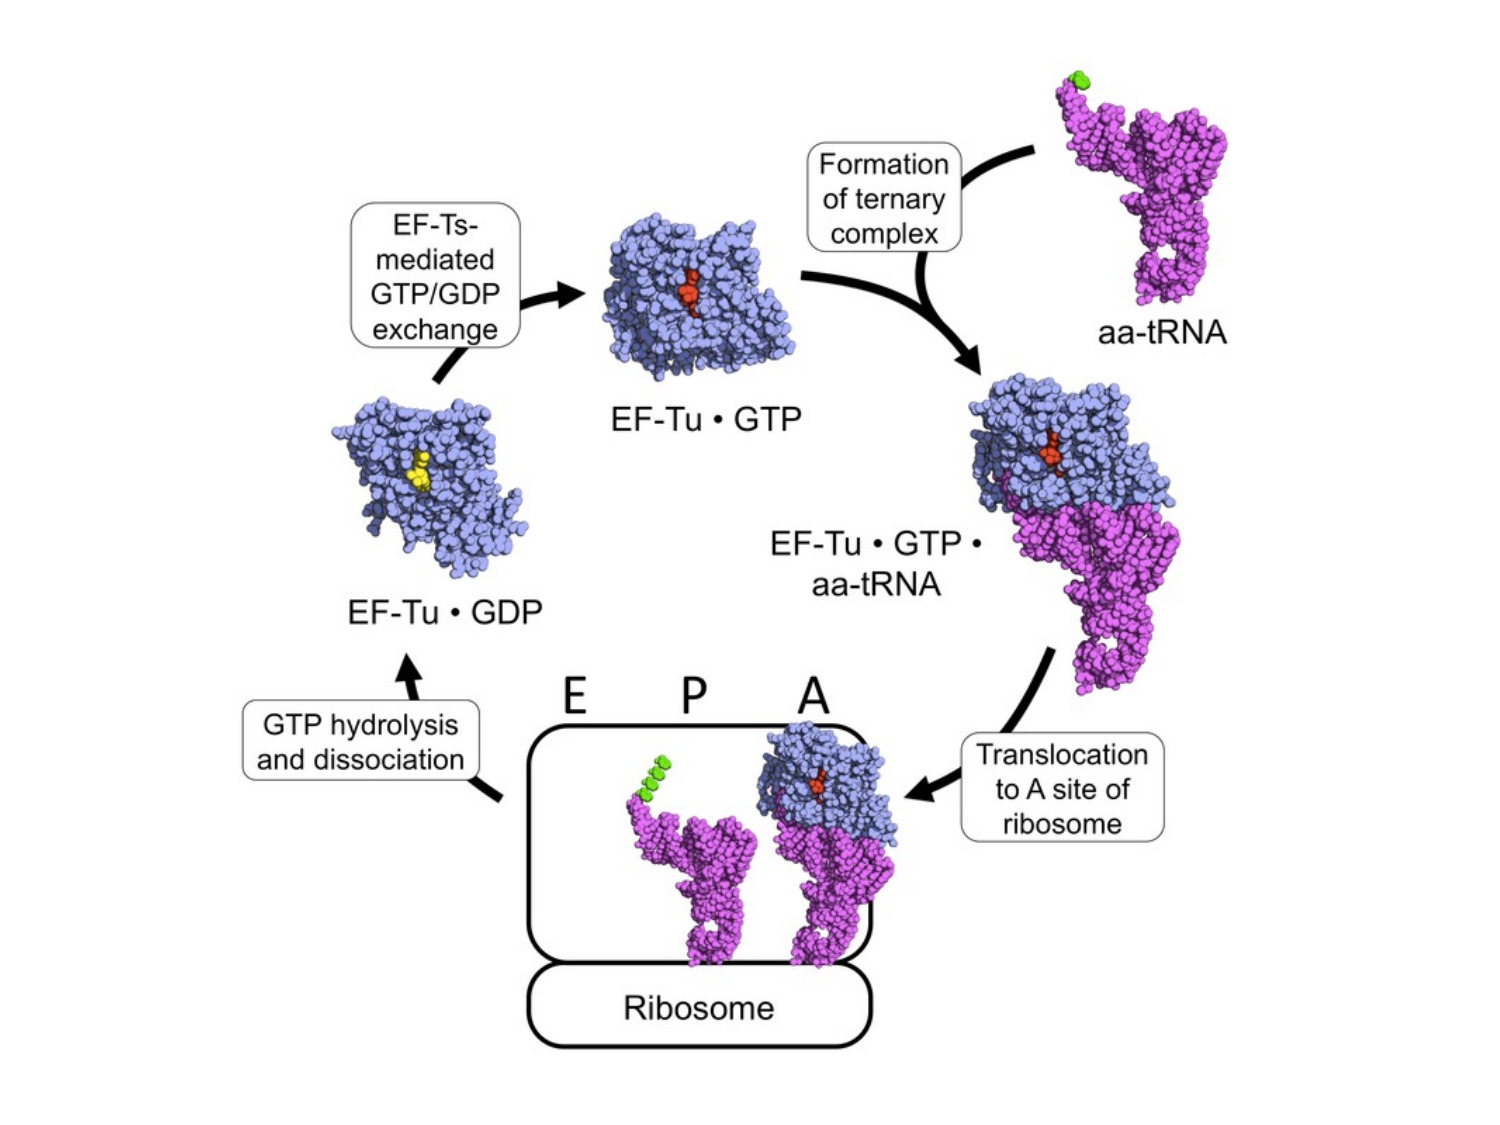 Formation
of ternary
complex
EF-Ts-
mediated
GTP/GDP
exchange
aa-tRNA
EF-Tu • GTP
EF-Tu • GTP •
aa-tRNA
EF-Tu • GDP
E P A
GTP hydrolysis
and dissociation
Translocation
to A site of
ribosome
Ribosome